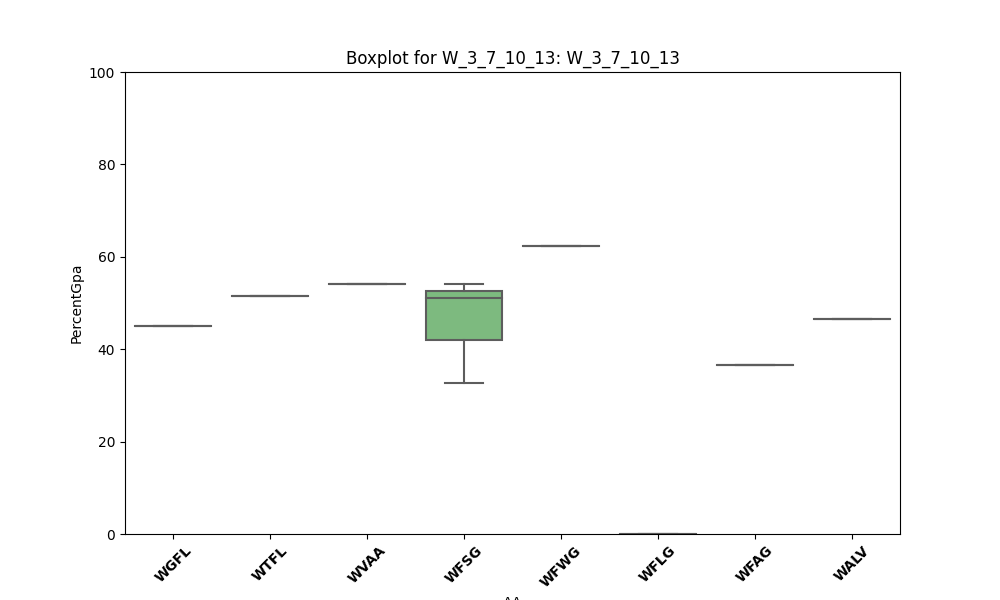 Boxplot for W_3_7_10_13: W_3_7_10_13
100
80
60
40
20
0
PercentGpa
WGFL
WTFL
WVAA
WFSG
WFWG
WFLG
WFAG
WALV